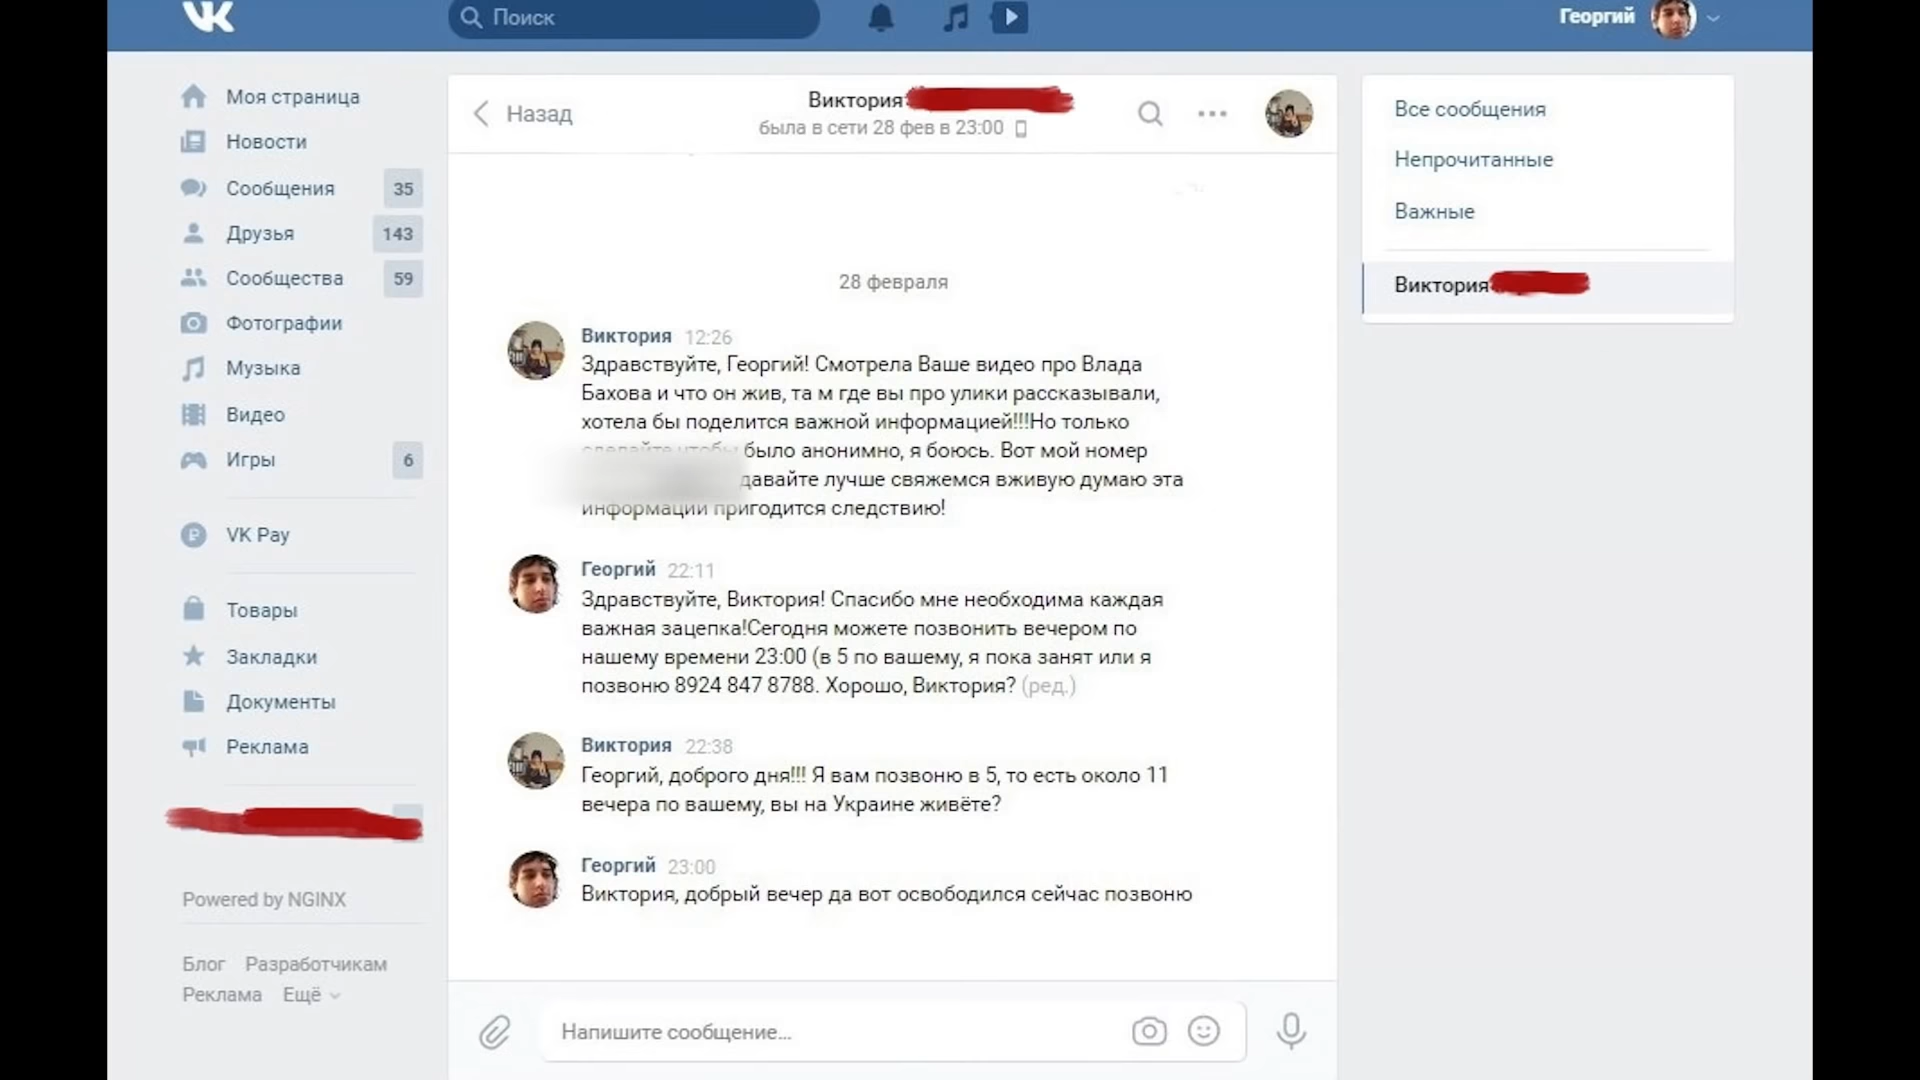 Поиск
Георгий
Моя страница
Новости
Сообщения 35
Друзья 143
Сообщества 59
Фотографии
Музыка
Видео
Игры 6
VK Pay
Товары
Закладки
Документы
Реклама
Powered by NGINX
Блог Разработчикам
Реклама Ещё
Назад
Виктория
была в сети 28 фев в 23:00
28 февраля
Виктория 12:26
Здравствуйте, Георгий! Смотрела Ваше видео про Влада
Бахова и что он жив, та м где вы про улики рассказывали,
хотела бы поделится важной информацией!!!Но только
сделайте чтобы было анонимно, я боюсь. Вот мой номер
давайте лучше свяжемся вживую думаю эта
информации пригодится следствию!
Георгий 22:11
Здравствуйте, Виктория! Спасибо мне необходима каждая
важная зацепка!Сегодня можете позвонить вечером по
нашему времени 23:00 (в 5 по вашему, я пока занят или я
позвоню 8924 847 8788. Хорошо, Виктория? (ред.)
Виктория 22:38
Георгий, доброго дня!!! Я вам позвоню в 5, то есть около 11
вечера по вашему, вы на Украине живёте?
Георгий 23:00
Виктория, добрый вечер да вот освободился сейчас позвоню
Напишите сообщение...
Все сообщения
Непрочитанные
Важные
Виктория